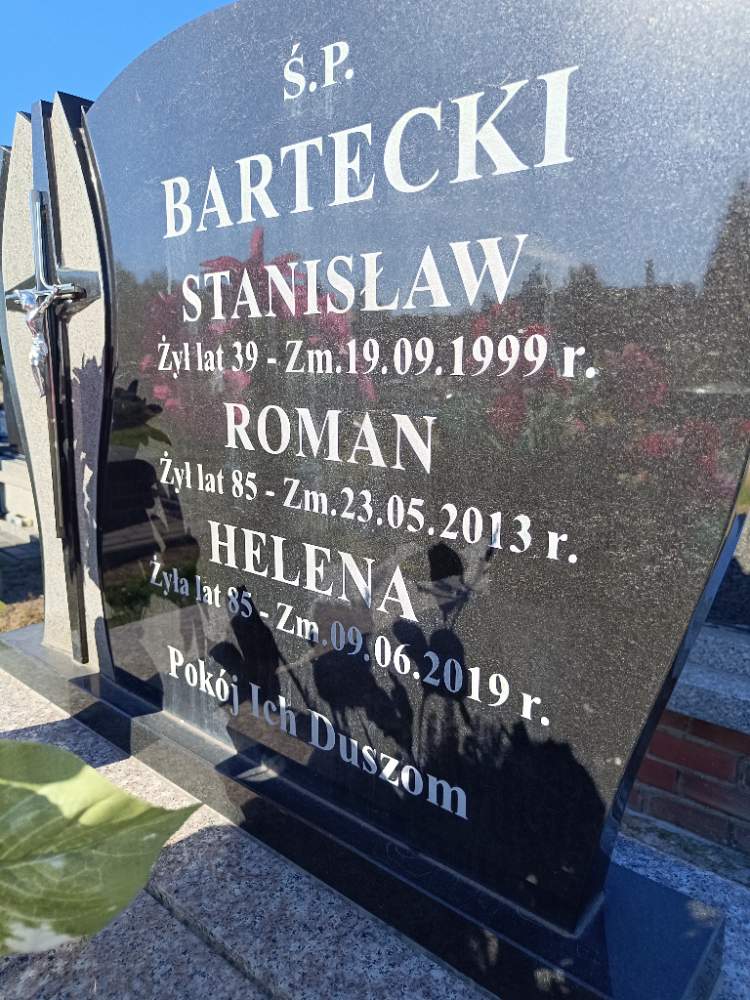 Ś.P.
BARTECKI
STANISŁAW
Żył lat 39 - Zm.19.09.1999 r.
ROMAN
Żył lat 85 - Zm.23.05.2013 r.
HELENA
Żyła lat 85 - Zm.09.06.2019 r.
Pokój Ich Duszom